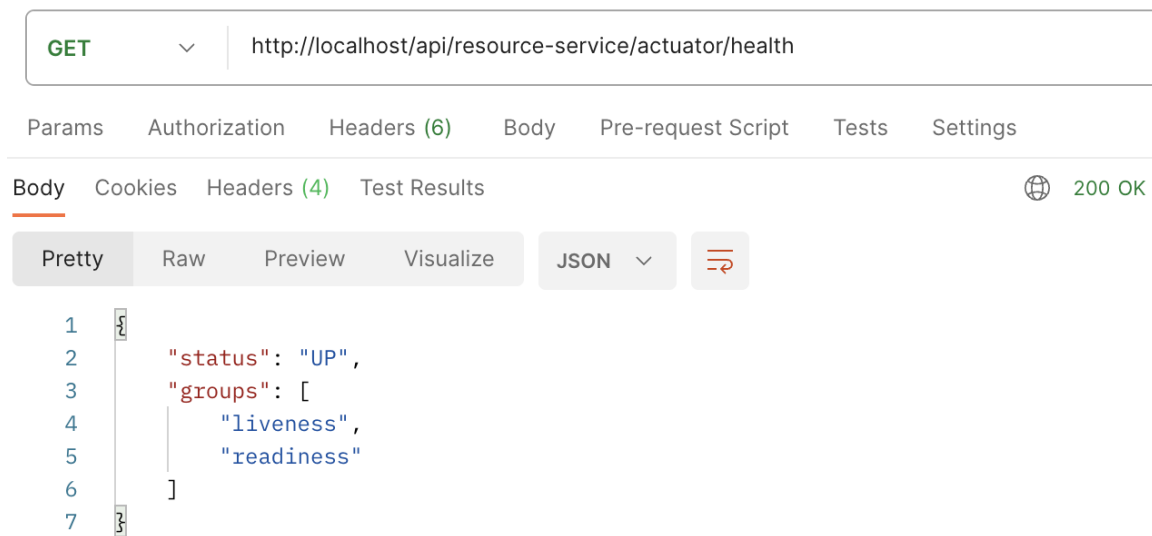 GET http://localhost/api/resource-service/actuator/health
Params Authorization Headers (6) Body Pre-request Script Tests Settings
Body Cookies Headers (4) Test Results 200 OK
Pretty Raw Preview Visualize JSON
1 {
2 "status": "UP",
3 "groups": [
4 "liveness",
5 "readiness"
6 ]
7 }